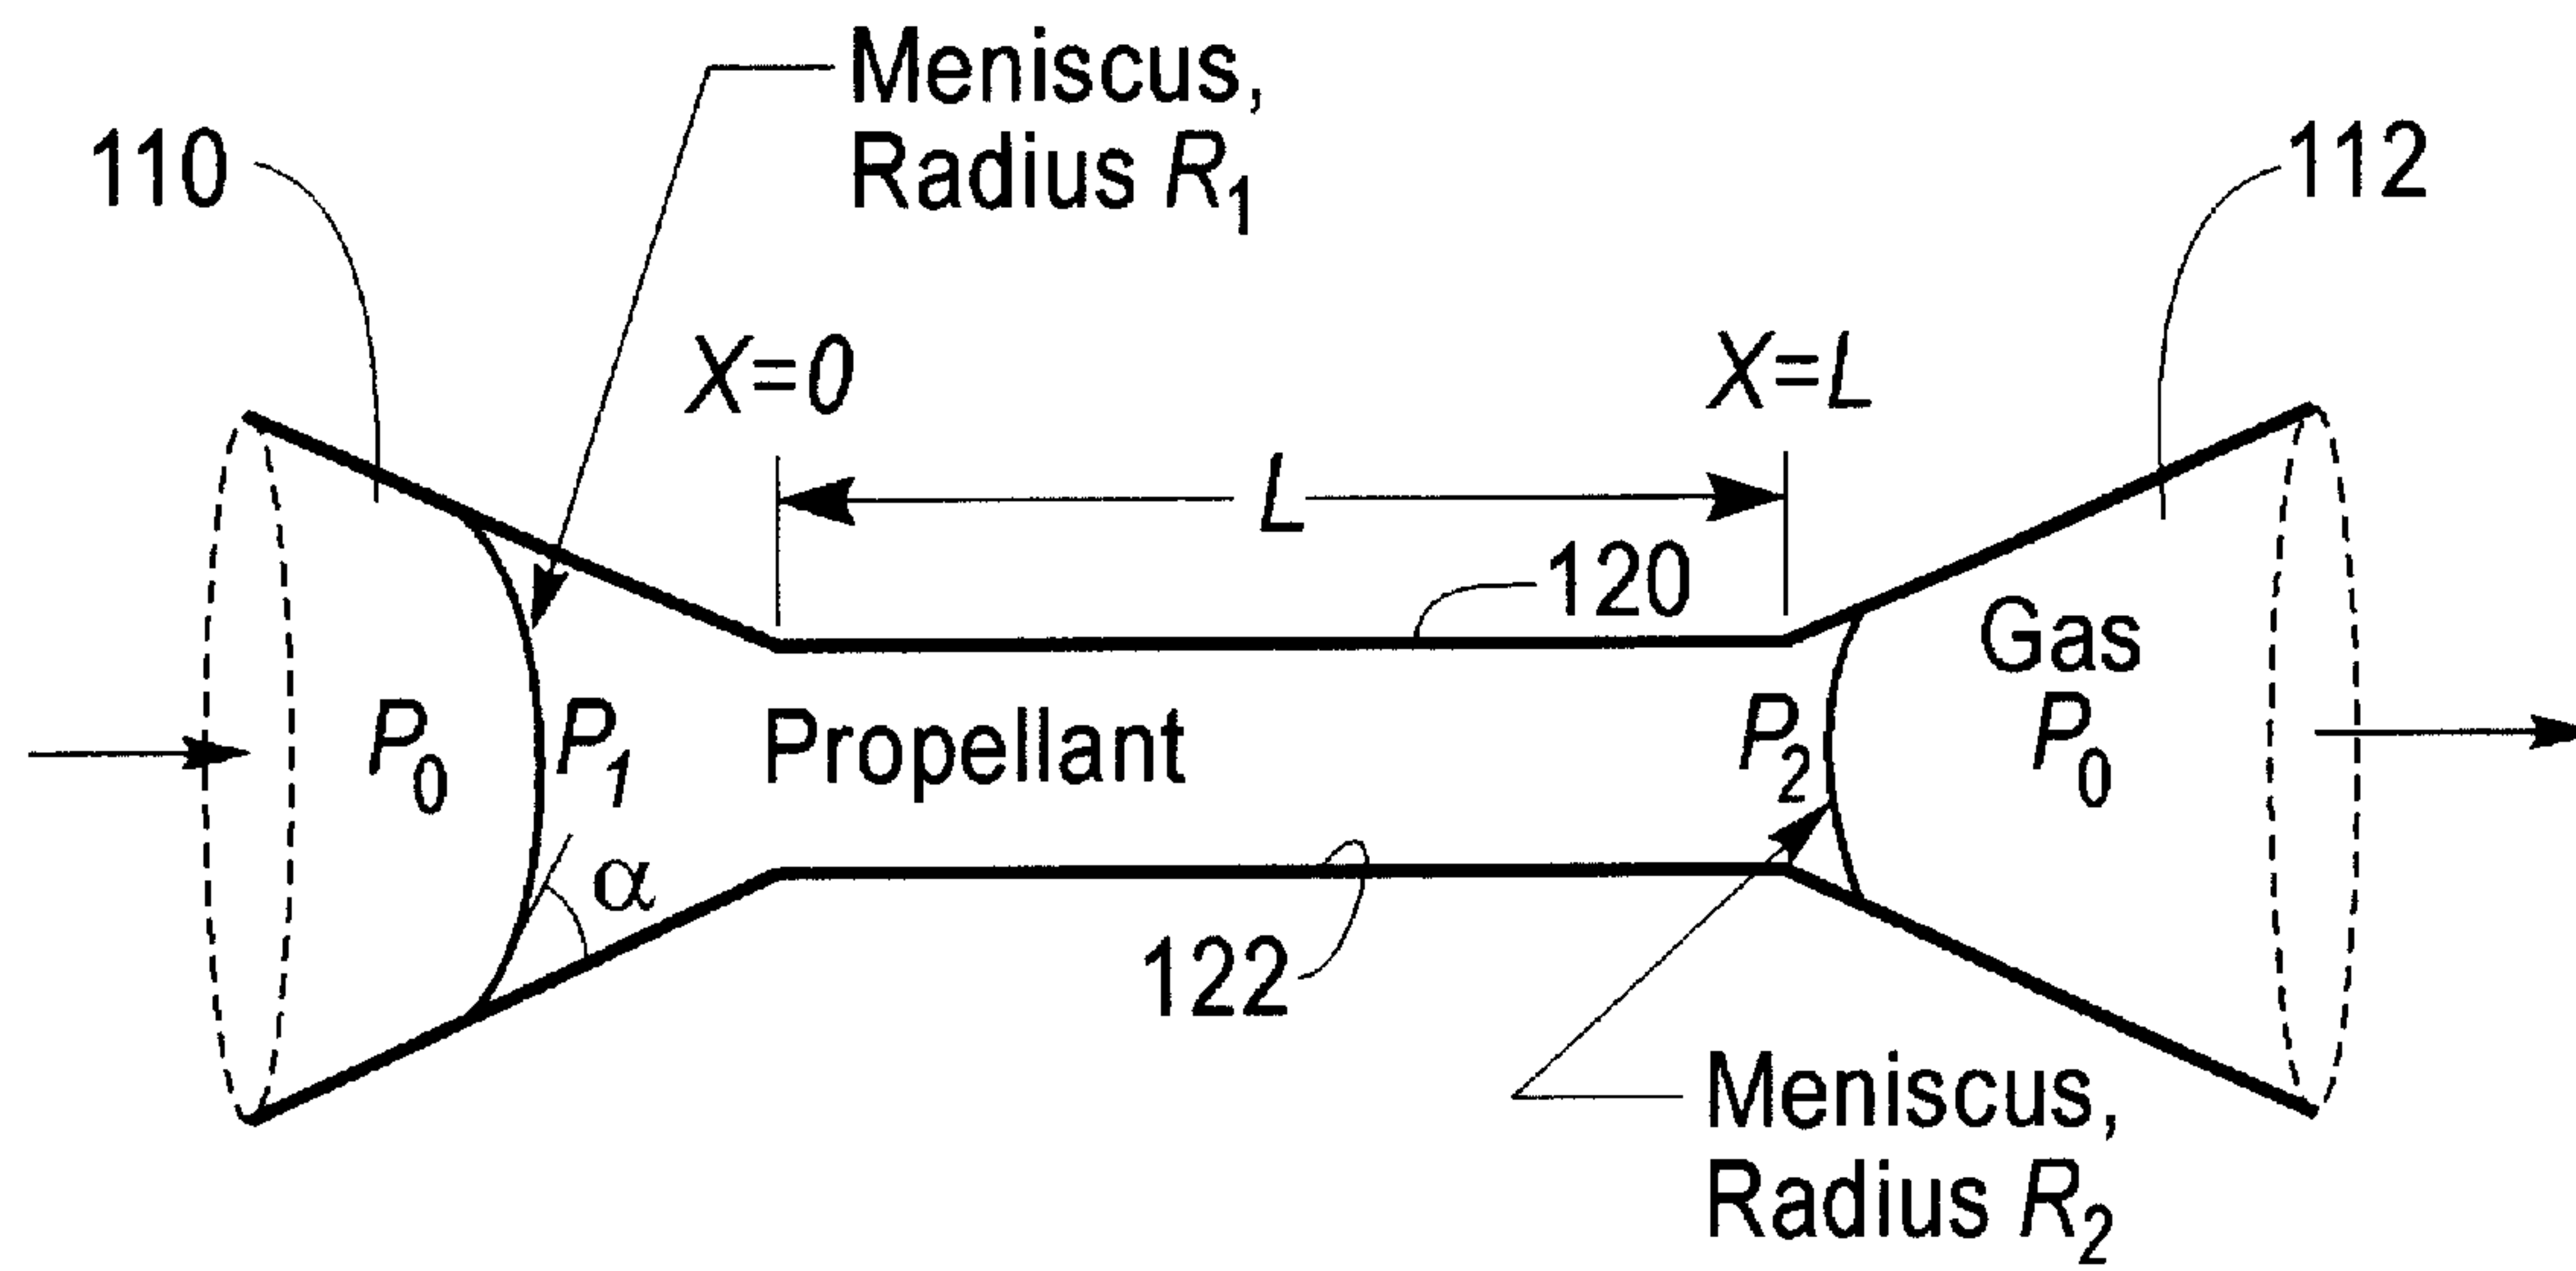 Meniscus,
Radius R1
110
112
X=0
X=L
L
120
Gas
P0
P1
Propellant
P2
P0
α
122
Meniscus,
Radius R2